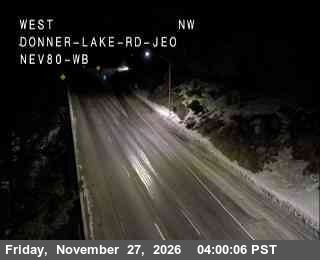 WEST NW
DONNER-LAKE-RD-JEO
NEV80-WB
Friday, November 27, 2026 04:00:06 PST